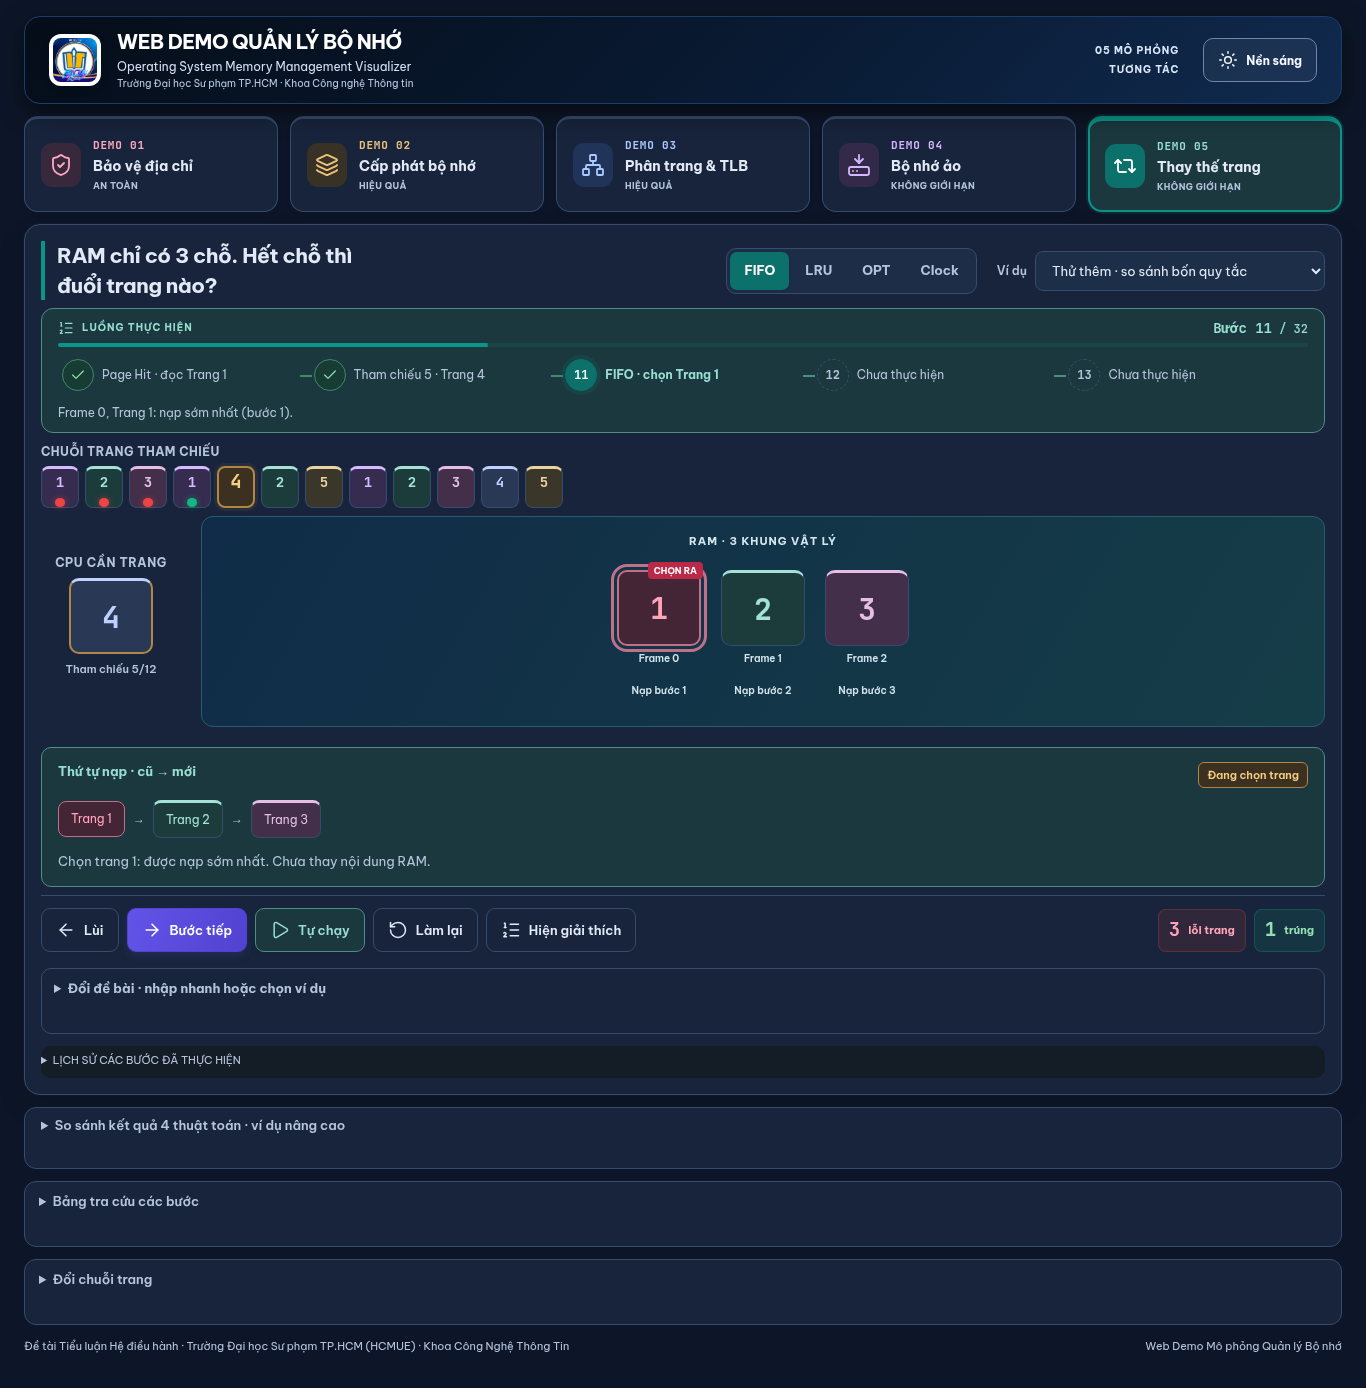 WEB DEMO QUẢN LÝ BỘ NHỚ
Operating System Memory Management Visualizer
Trường Đại học Sư phạm TP.HCM · Khoa Công nghệ Thông tin
05 MÔ PHỎNG
TƯƠNG TÁC
Nền sáng
DEMO 01
Bảo vệ địa chỉ
AN TOÀN
DEMO 02
Cấp phát bộ nhớ
HIỆU QUẢ
DEMO 03
Phân trang & TLB
HIỆU QUẢ
DEMO 04
Bộ nhớ ảo
KHÔNG GIỚI HẠN
DEMO 05
Thay thế trang
KHÔNG GIỚI HẠN
RAM chỉ có 3 chỗ. Hết chỗ thì
đuổi trang nào?
FIFO LRU OPT Clock
Ví dụ
Thử thêm · so sánh bốn quy tắc
LUỒNG THỰC HIỆN
Bước 11 / 32
Page Hit · đọc Trang 1
Tham chiếu 5 · Trang 4
11 FIFO · chọn Trang 1
12 Chưa thực hiện
13 Chưa thực hiện
Frame 0, Trang 1: nạp sớm nhất (bước 1).
CHUỖI TRANG THAM CHIẾU
1 2 3 1 4 2 5 1 2 3 4 5
CPU CẦN TRANG
4
Tham chiếu 5/12
RAM · 3 KHUNG VẬT LÝ
CHỌN RA
1 2 3
Frame 0 Frame 1 Frame 2
Nạp bước 1 Nạp bước 2 Nạp bước 3
Thứ tự nạp · cũ → mới
Đang chọn trang
Trang 1 → Trang 2 → Trang 3
Chọn trang 1: được nạp sớm nhất. Chưa thay nội dung RAM.
Lùi
Bước tiếp
Tự chạy
Làm lại
Hiện giải thích
3 lỗi trang
1 trúng
Đổi đề bài · nhập nhanh hoặc chọn ví dụ
LỊCH SỬ CÁC BƯỚC ĐÃ THỰC HIỆN
So sánh kết quả 4 thuật toán · ví dụ nâng cao
Bảng tra cứu các bước
Đổi chuỗi trang
Đề tài Tiểu luận Hệ điều hành · Trường Đại học Sư phạm TP.HCM (HCMUE) · Khoa Công Nghệ Thông Tin
Web Demo Mô phỏng Quản lý Bộ nhớ